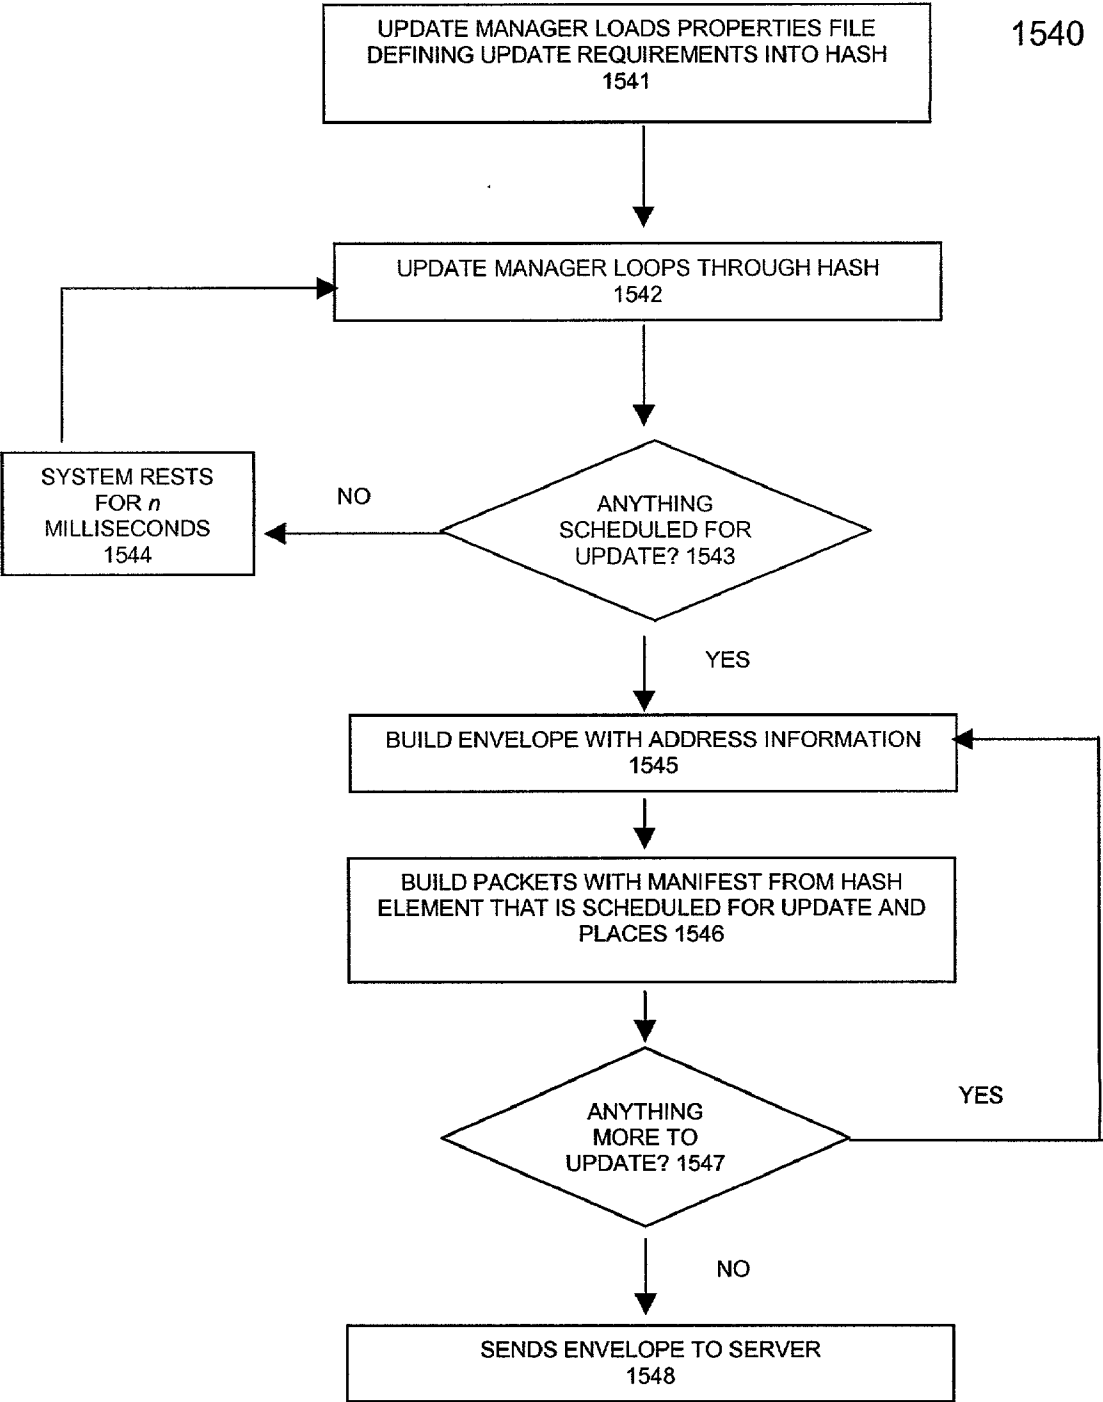 1540
UPDATE MANAGER LOADS PROPERTIES FILE
DEFINING UPDATE REQUIREMENTS INTO HASH
1541
UPDATE MANAGER LOOPS THROUGH HASH
1542
SYSTEM RESTS
FOR n
MILLISECONDS
1544
NO
ANYTHING
SCHEDULED FOR
UPDATE? 1543
YES
BUILD ENVELOPE WITH ADDRESS INFORMATION
1545
BUILD PACKETS WITH MANIFEST FROM HASH
ELEMENT THAT IS SCHEDULED FOR UPDATE AND
PLACES 1546
ANYTHING
MORE TO
UPDATE? 1547
YES
NO
SENDS ENVELOPE TO SERVER
1548